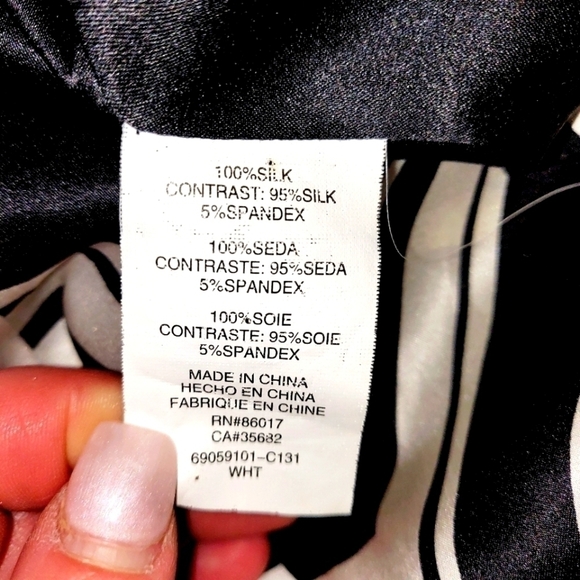 100%SILK
CONTRAST: 95%SILK
5%SPANDEX
100%SEDA
CONTRASTE: 95%SEDA
5%SPANDEX
100%SOIE
CONTRASTE: 95%SOIE
5%SPANDEX
MADE IN CHINA
HECHO EN CHINA
FABRIQUE EN CHINE
RN#86017
CA#35682
69059101-C131
WHT